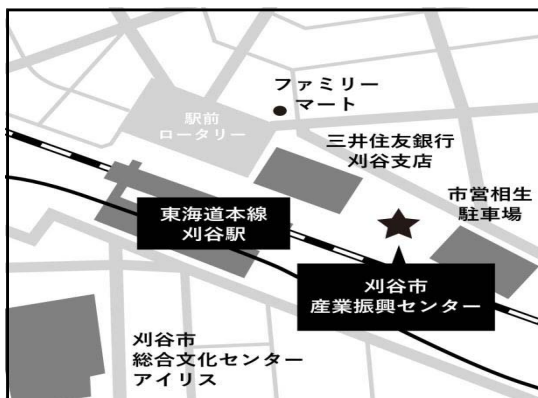 ファミリー
マート
駅前
ロータリー
三井住友銀行
刈谷支店
市営相生
駐車場
東海道本線
刈谷駅
刈谷市
産業振興センター
刈谷市
総合文化センター
アイリス